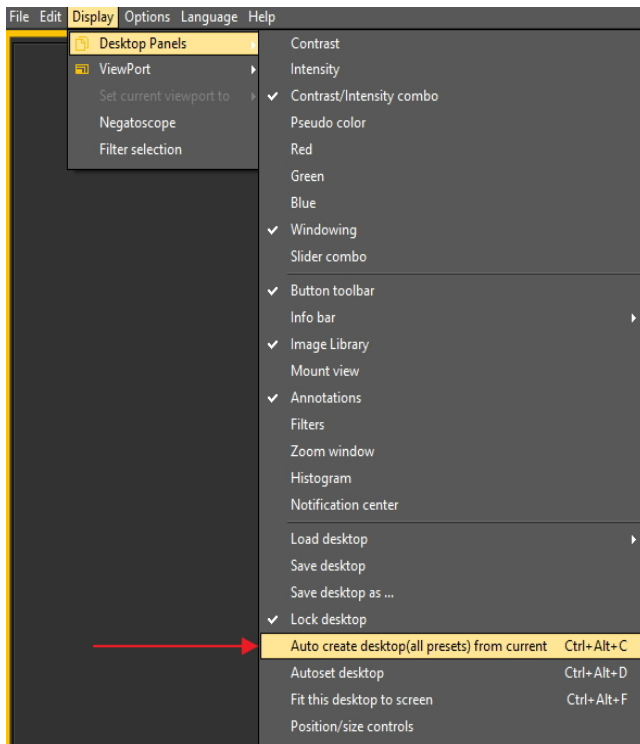 File Edit Display Options Language Help
Desktop Panels
ViewPort
Set current viewport to
Negatoscope
Filter selection
Contrast
Intensity
Contrast/Intensity combo
Pseudo color
Red
Green
Blue
Windowing
Slider combo
Button toolbar
Info bar
Image Library
Mount view
Annotations
Filters
Zoom window
Histogram
Notification center
Load desktop
Save desktop
Save desktop as ...
Lock desktop
Auto create desktop(all presets) from current Ctrl+Alt+C
Autoset desktop Ctrl+Alt+D
Fit this desktop to screen Ctrl+Alt+F
Position/size controls